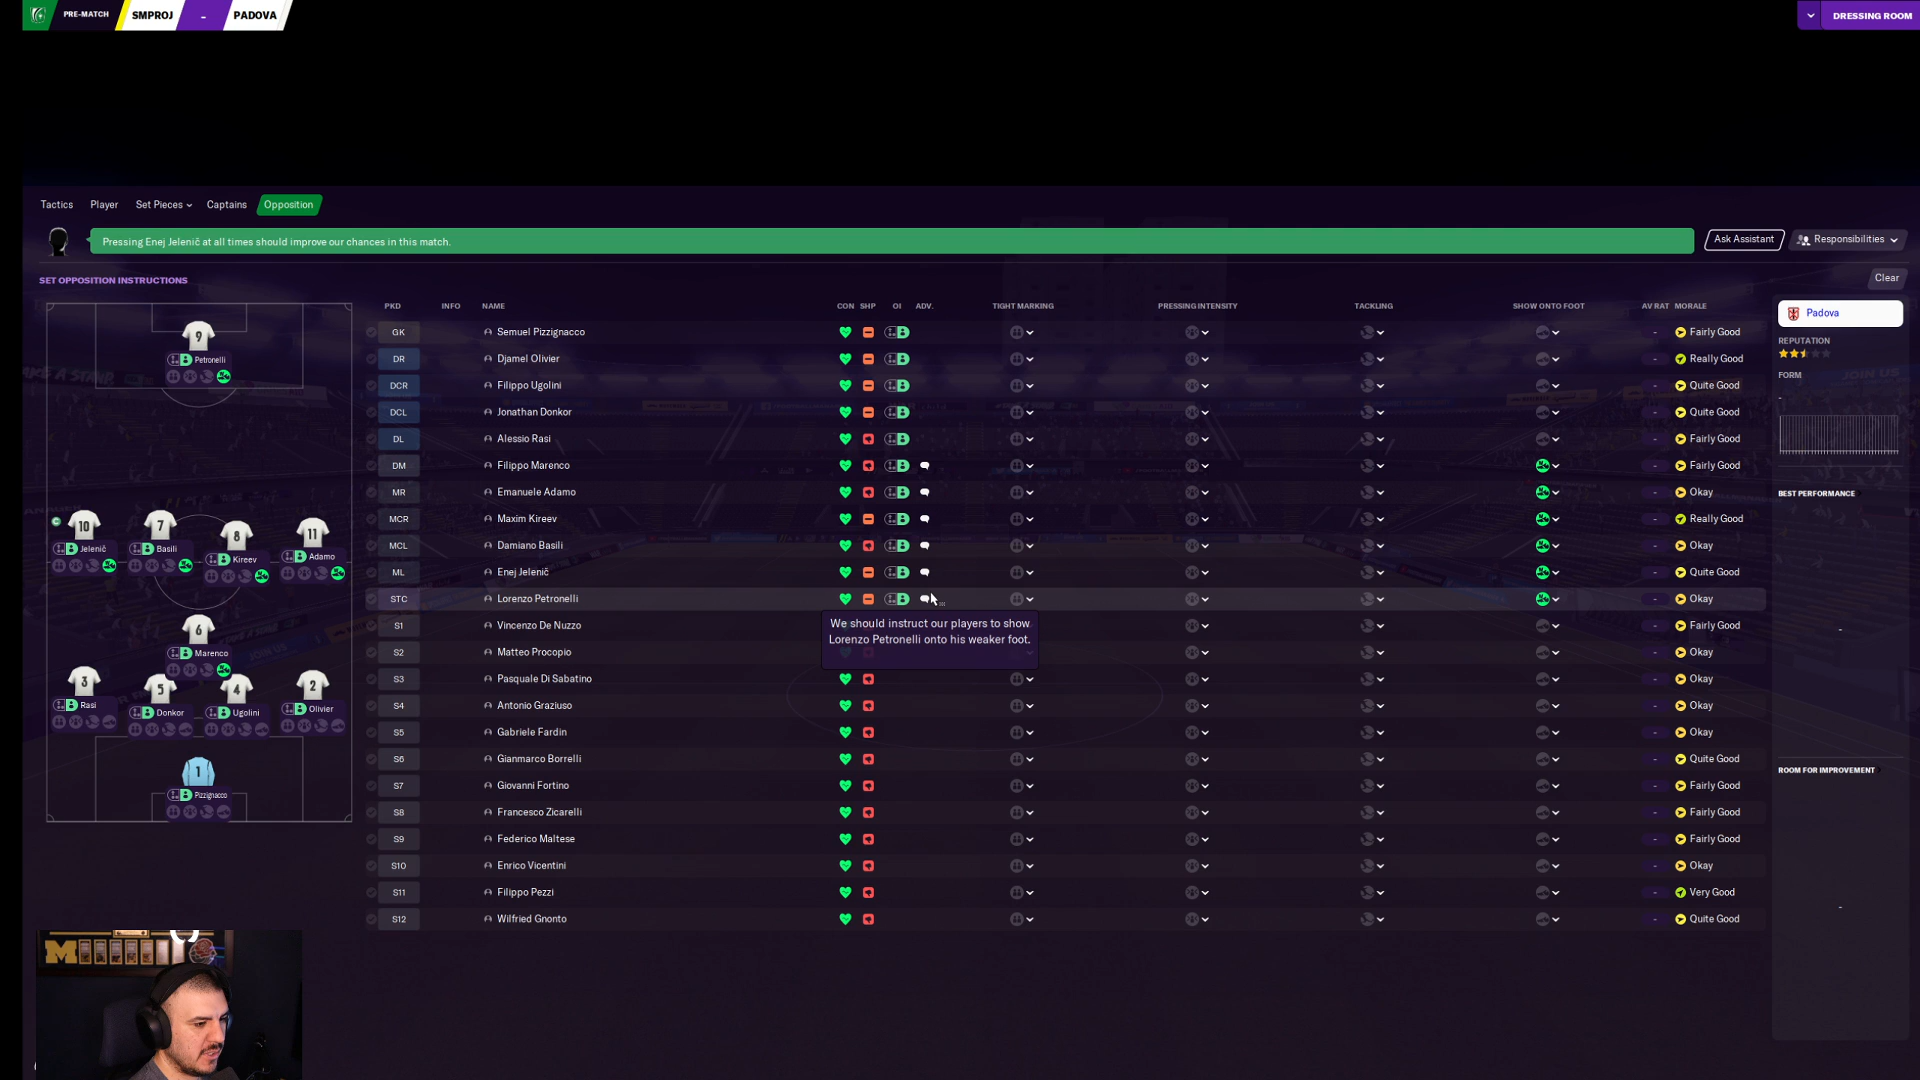 PRE-MATCH
SMPROJ
-
PADOVA
DRESSING ROOM
Tactics
Player
Set Pieces
Captains
Opposition
Pressing Enej Jelenič at all times should improve our chances in this match.
Ask Assistant
Responsibilities
SET OPPOSITION INSTRUCTIONS
Clear
9
Petronelli
10
Jelenič
7
Basili
8
Kireev
11
Adamo
6
Marenco
3
Rasi
5
Donkor
4
Ugolini
2
Olivier
1
Pizzignacco
PKD INFO NAME CON SHP OI ADV. TIGHT MARKING PRESSING INTENSITY TACKLING SHOW ONTO FOOT AV RAT MORALE
GK Semuel Pizzignacco - Fairly Good
DR Djamel Olivier - Really Good
DCR Filippo Ugolini - Quite Good
DCL Jonathan Donkor - Quite Good
DL Alessio Rasi - Fairly Good
DM Filippo Marenco - Fairly Good
MR Emanuele Adamo - Okay
MCR Maxim Kireev - Really Good
MCL Damiano Basili - Okay
ML Enej Jelenič - Quite Good
STC Lorenzo Petronelli - Okay
S1 Vincenzo De Nuzzo - Fairly Good
S2 Matteo Procopio - Okay
S3 Pasquale Di Sabatino - Okay
S4 Antonio Graziuso - Okay
S5 Gabriele Fardin - Okay
S6 Gianmarco Borrelli - Quite Good
S7 Giovanni Fortino - Fairly Good
S8 Francesco Zicarelli - Fairly Good
S9 Federico Maltese - Fairly Good
S10 Enrico Vicentini - Okay
S11 Filippo Pezzi - Very Good
S12 Wilfried Gnonto - Quite Good
We should instruct our players to show
Lorenzo Petronelli onto his weaker foot.
Padova
REPUTATION
FORM
-
BEST PERFORMANCE
-
ROOM FOR IMPROVEMENT
-
M